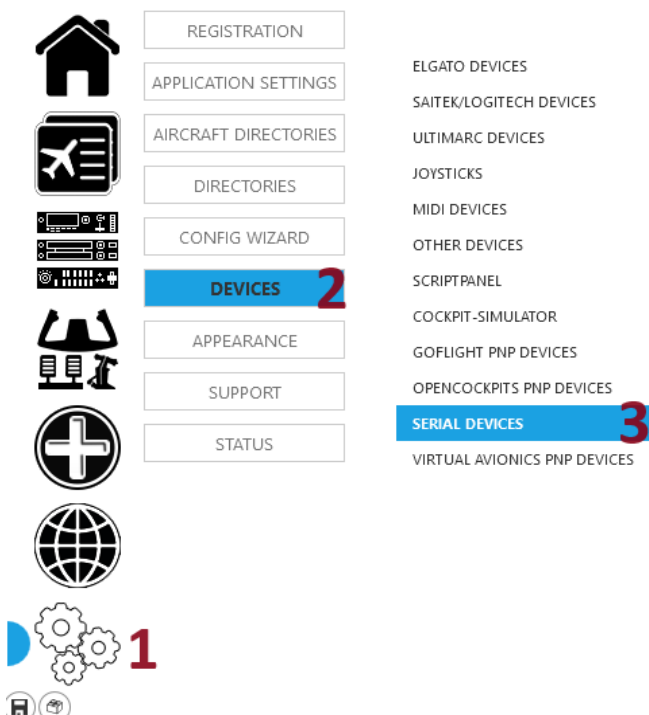 REGISTRATION
APPLICATION SETTINGS
AIRCRAFT DIRECTORIES
DIRECTORIES
CONFIG WIZARD
DEVICES 2
APPEARANCE
SUPPORT
STATUS
ELGATO DEVICES
SAITEK/LOGITECH DEVICES
ULTIMARC DEVICES
JOYSTICKS
MIDI DEVICES
OTHER DEVICES
SCRIPTPANEL
COCKPIT-SIMULATOR
GOFLIGHT PNP DEVICES
OPENCOCKPITS PNP DEVICES
SERIAL DEVICES 3
VIRTUAL AVIONICS PNP DEVICES
1